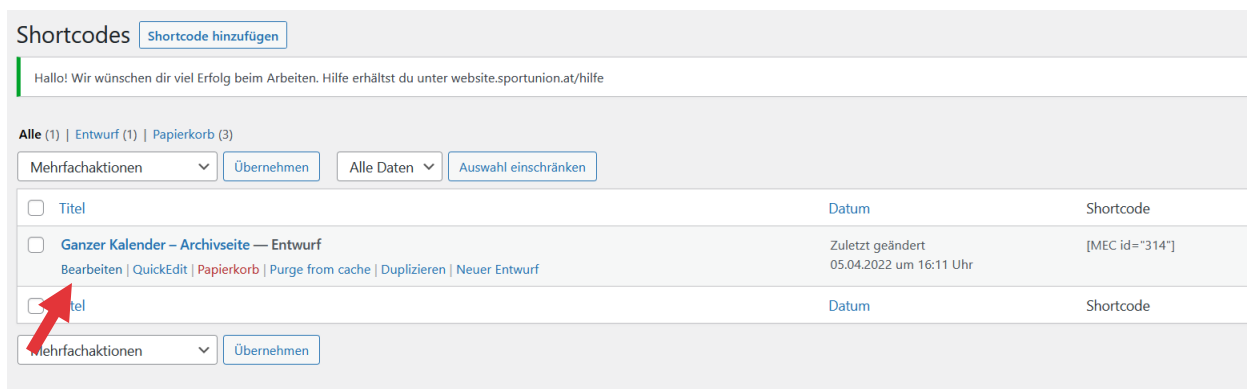 Shortcodes Shortcode hinzufügen
Hallo! Wir wünschen dir viel Erfolg beim Arbeiten. Hilfe erhältst du unter website.sportunion.at/hilfe
Alle (1) | Entwurf (1) | Papierkorb (3)
Mehrfachaktionen Übernehmen Alle Daten Auswahl einschränken
Titel Datum Shortcode
Ganzer Kalender – Archivseite — Entwurf Zuletzt geändert [MEC id="314"]
Bearbeiten | QuickEdit | Papierkorb | Purge from cache | Duplizieren | Neuer Entwurf 05.04.2022 um 16:11 Uhr
Titel Datum Shortcode
Mehrfachaktionen Übernehmen